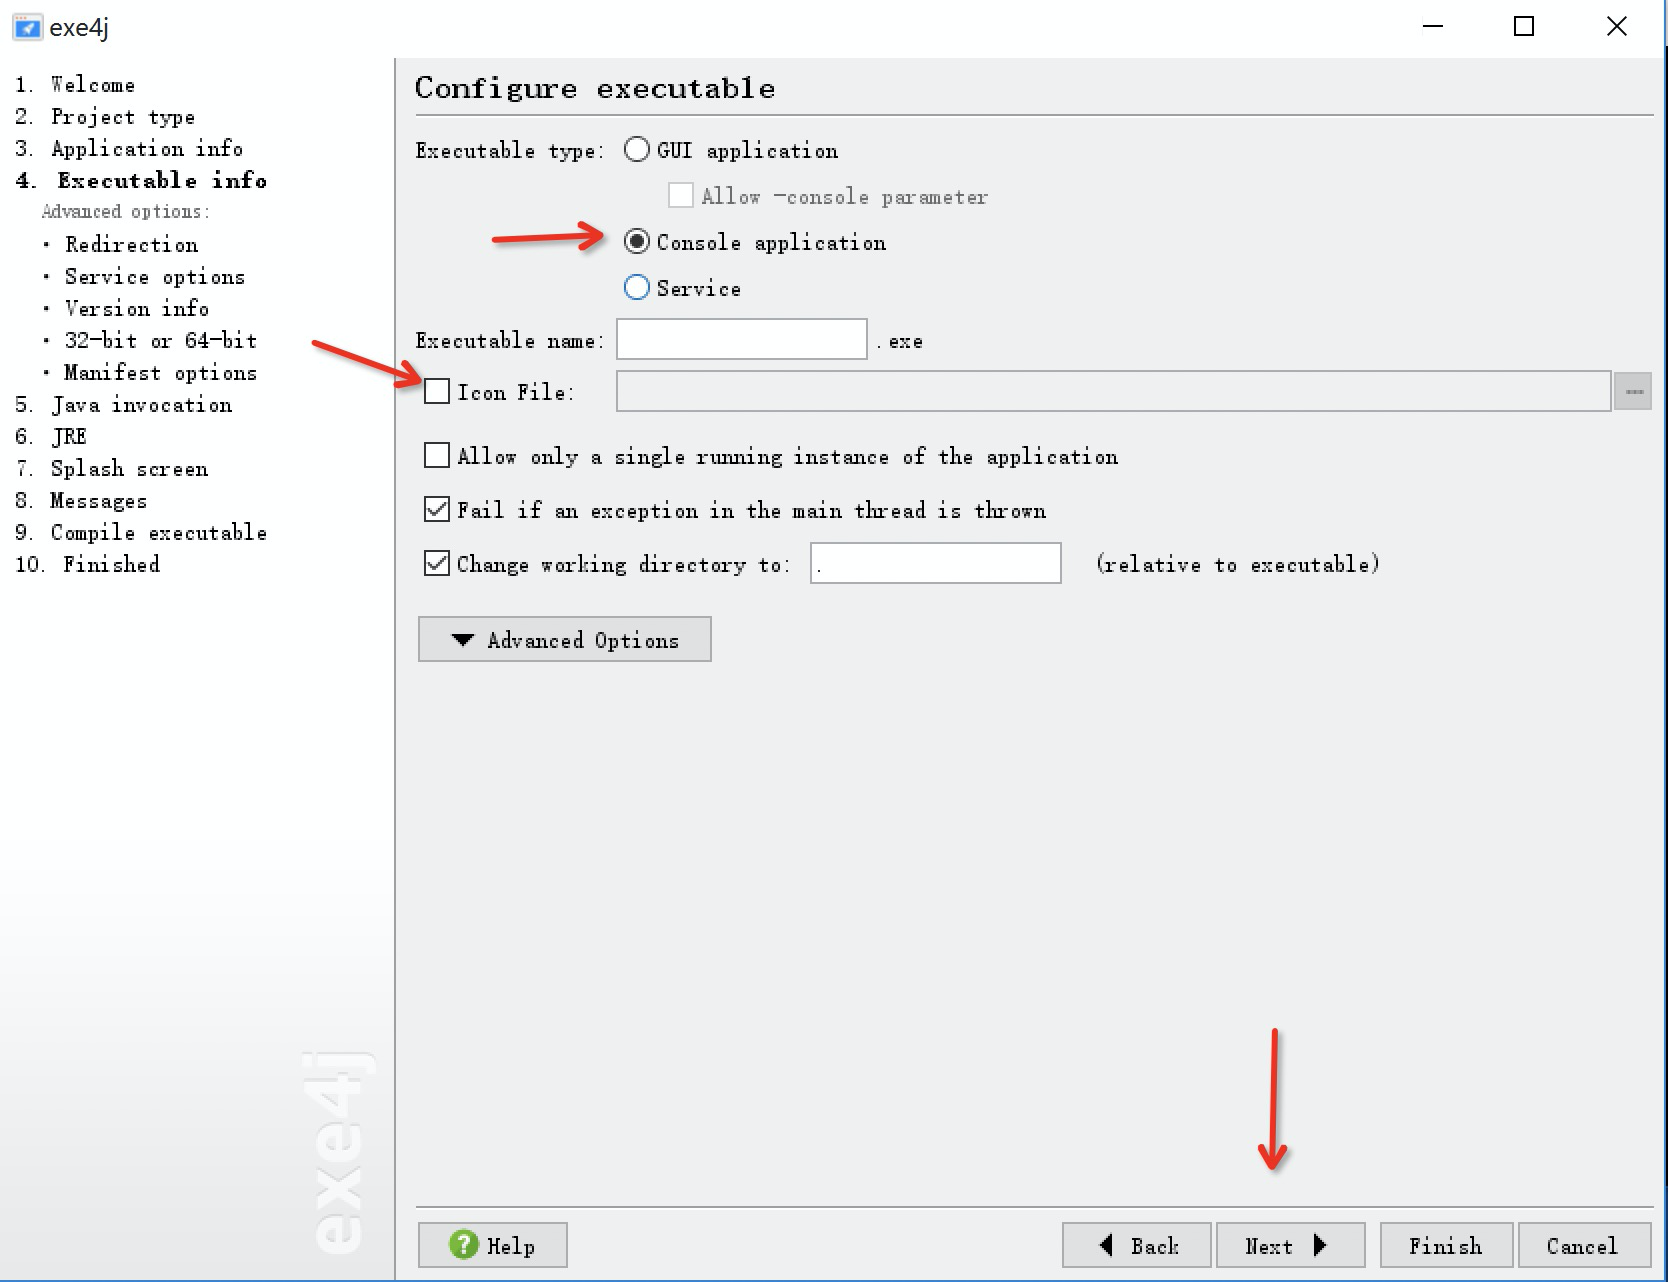 exe4j
1. Welcome
2. Project type
3. Application info
4. Executable info
Advanced options:
· Redirection
· Service options
· Version info
· 32-bit or 64-bit
· Manifest options
5. Java invocation
6. JRE
7. Splash screen
8. Messages
9. Compile executable
10. Finished
exe4j
Configure executable
Executable type: GUI application
Allow -console parameter
Console application
Service
Executable name: .exe
Icon File: ...
Allow only a single running instance of the application
Fail if an exception in the main thread is thrown
Change working directory to: . (relative to executable)
Advanced Options
? Help Back Next Finish Cancel